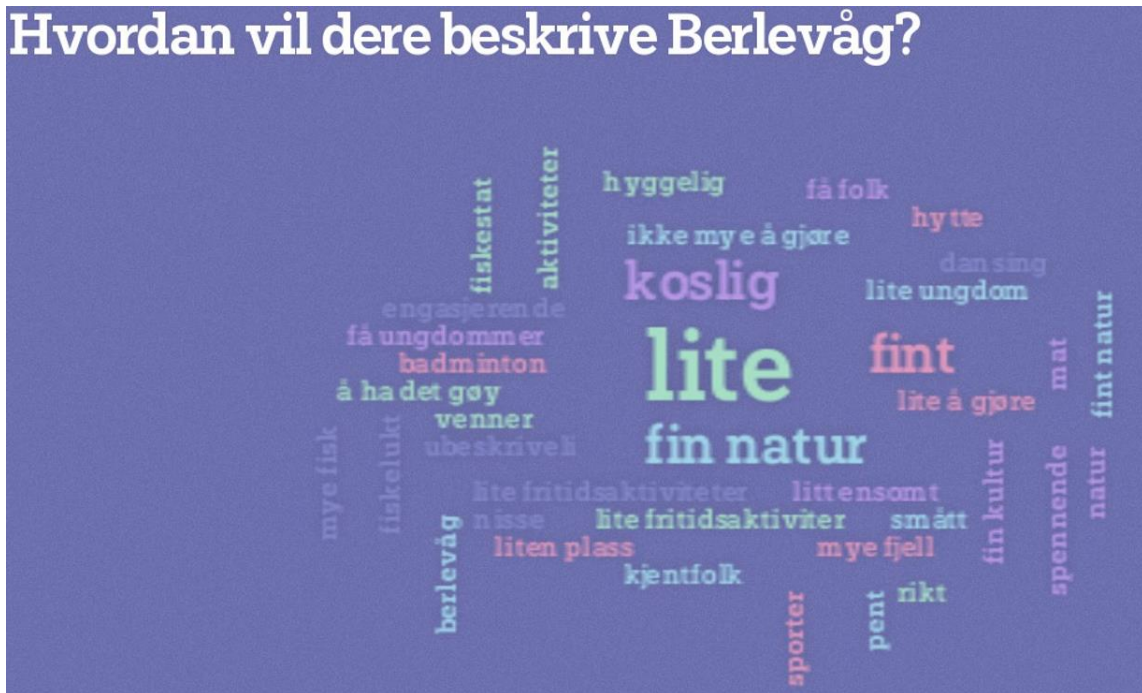 Hvordan vil dere beskrive Berlevåg?
fiskestat
aktiviteter
hyggelig
få folk
hytte
ikke mye å gjøre
dansing
koslig
lite ungdom
engasjerende
få ungdommer
badminton
lite
fint
mat
fint natur
å ha det gøy
lite å gjøre
venner
fin natur
ubeskriveli
mye fisk
fiskelukt
lite fritidsaktiviteter
litt ensomt
fin kultur
spennende
natur
nisse
lite fritidsaktiviter
smått
berlevåg
liten plass
mye fjell
kjentfolk
rikt
sporter
pent